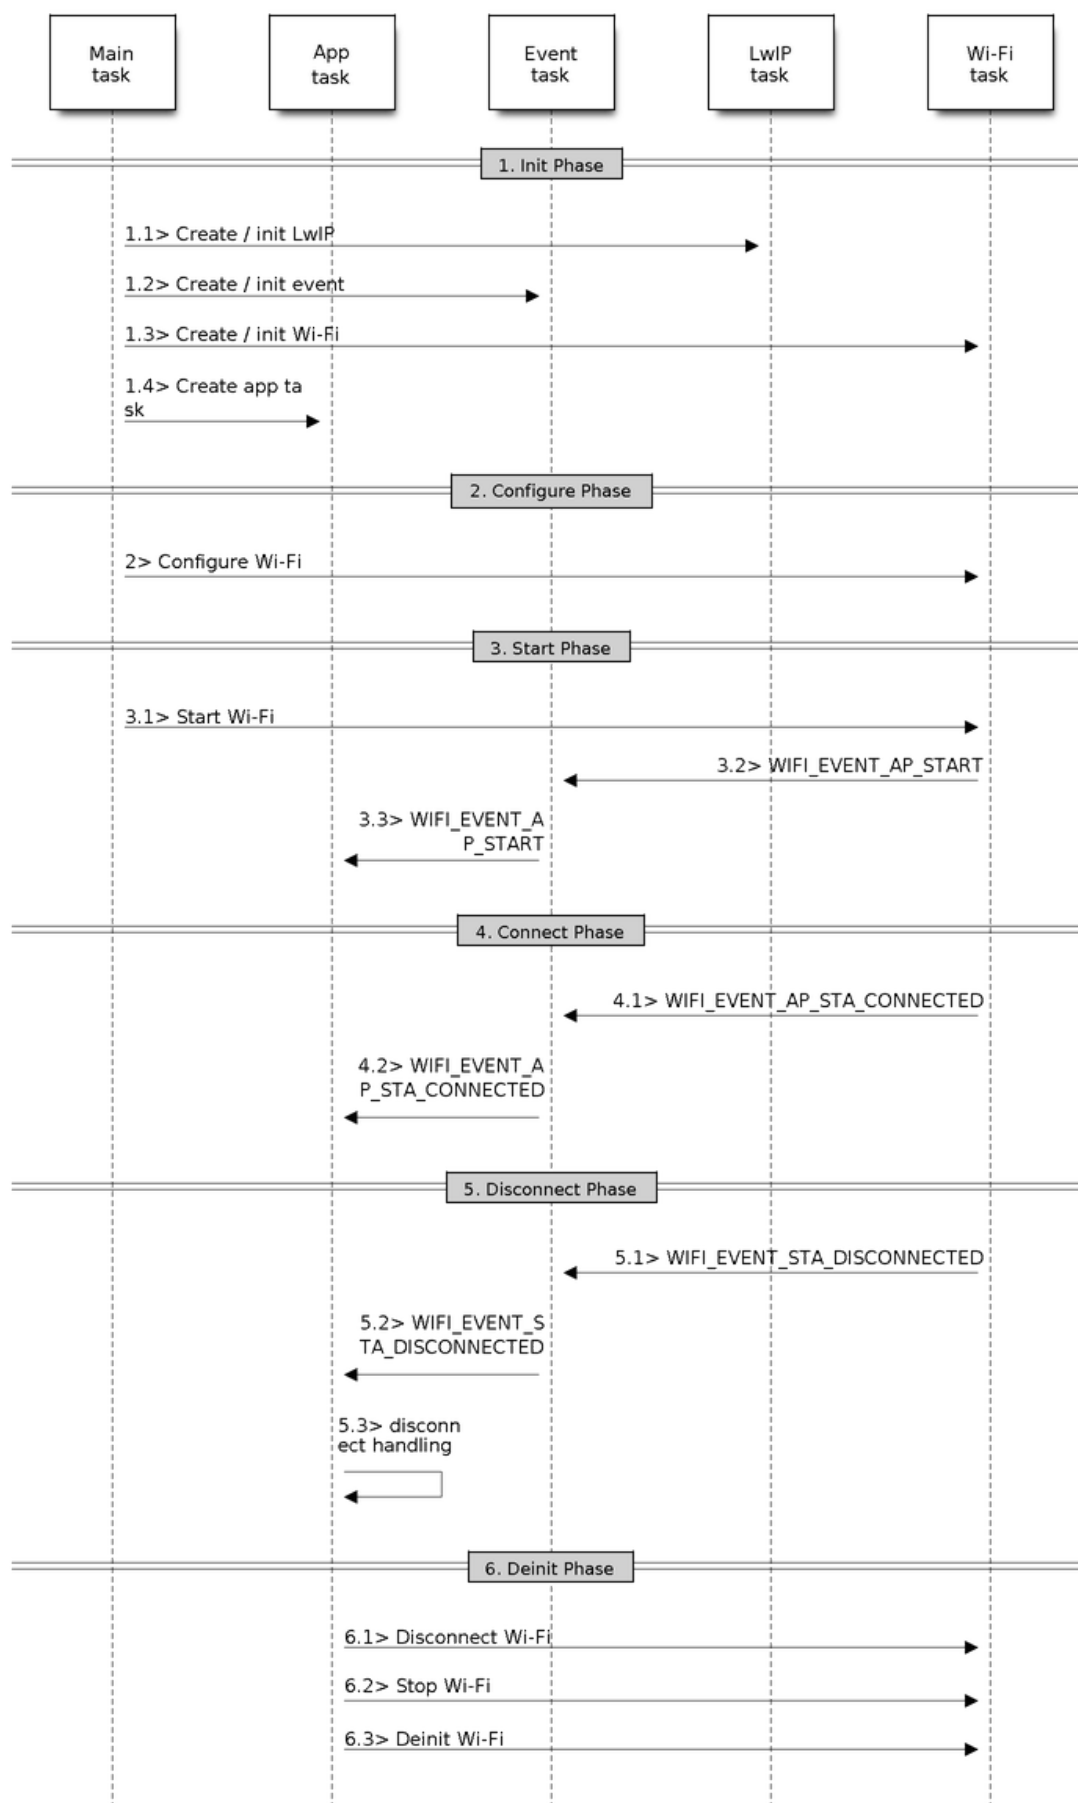 Main
task
App
task
Event
task
LwIP
task
Wi-Fi
task
1. Init Phase
1.1> Create / init LwIP
1.2> Create / init event
1.3> Create / init Wi-Fi
1.4> Create app ta
sk
2. Configure Phase
2> Configure Wi-Fi
3. Start Phase
3.1> Start Wi-Fi
3.2> WIFI_EVENT_AP_START
3.3> WIFI_EVENT_A
P_START
4. Connect Phase
4.1> WIFI_EVENT_AP_STA_CONNECTED
4.2> WIFI_EVENT_A
P_STA_CONNECTED
5. Disconnect Phase
5.1> WIFI_EVENT_STA_DISCONNECTED
5.2> WIFI_EVENT_S
TA_DISCONNECTED
5.3> disconn
ect handling
6. Deinit Phase
6.1> Disconnect Wi-Fi
6.2> Stop Wi-Fi
6.3> Deinit Wi-Fi